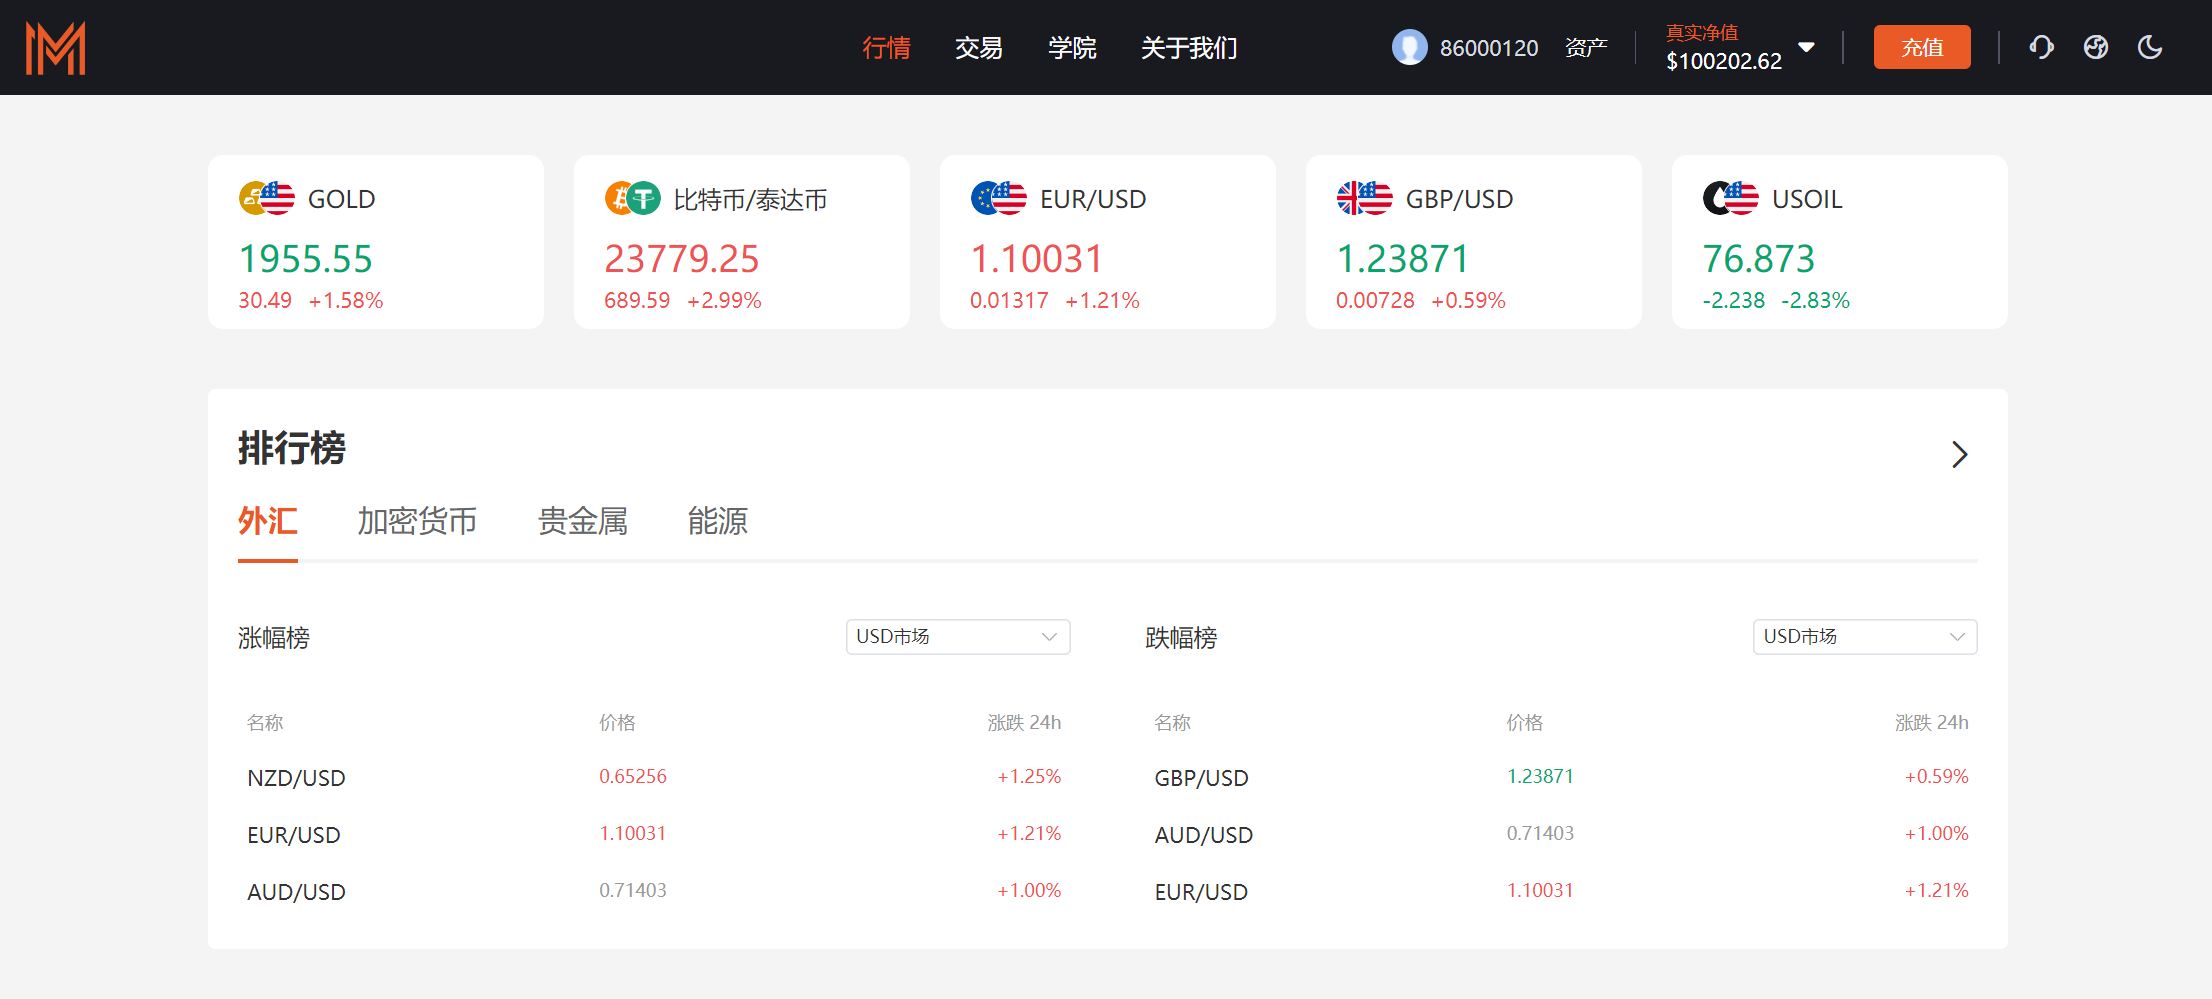 行情 交易 学院 关于我们 86000120 资产 真实净值 充值
$100202.62
GOLD
1955.55
30.49 +1.58%
比特币/泰达币
23779.25
689.59 +2.99%
EUR/USD
1.10031
0.01317 +1.21%
GBP/USD
1.23871
0.00728 +0.59%
USOIL
76.873
-2.238 -2.83%
排行榜
外汇 加密货币 贵金属 能源
涨幅榜 USD市场
名称 价格 涨跌 24h
NZD/USD 0.65256 +1.25%
EUR/USD 1.10031 +1.21%
AUD/USD 0.71403 +1.00%
跌幅榜 USD市场
名称 价格 涨跌 24h
GBP/USD 1.23871 +0.59%
AUD/USD 0.71403 +1.00%
EUR/USD 1.10031 +1.21%